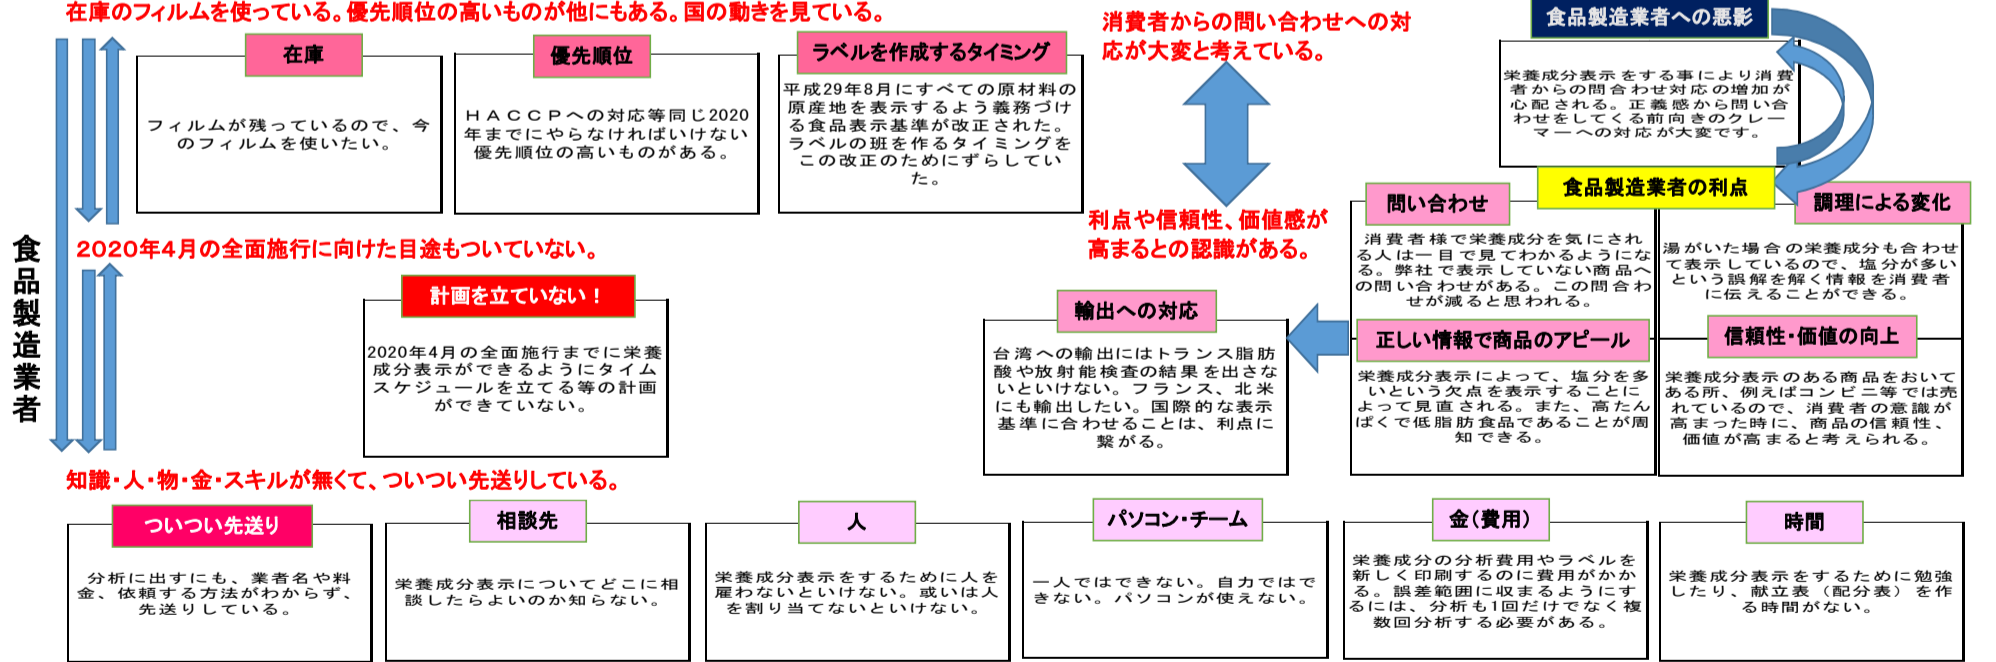 在庫のフィルムを使っている。優先順位の高いものが他にもある。国の動きを見ている。
在庫
フィルムが残っているので、今
のフィルムを使いたい。
優先順位
ＨＡＣＣＰへの対応等同じ2020
年までにやらなければいけない
優先順位の高いものがある。
ラベルを作成するタイミング
平成29年8月にすべての原材料の
原産地を表示するよう義務づけ
る食品表示基準が改正された。
ラベルの班を作るタイミングを
この改正のためにずらしてい
た。
消費者からの問い合わせへの対
応が大変と考えている。
利点や信頼性、価値感が
高まるとの認識がある。
食品製造業者への悪影
栄養成分表示をする事により消費
者からの問合わせ対応の増加が
心配される。正義感から問い合
わせをしてくる前向きのクレー
マーへの対応が大変です。
食品製造業者の利点
問い合わせ
消費者様で栄養成分を気にされ
る人は一目で見てわかるようにな
る。弊社で表示していない商品へ
の問い合わせがある。この問合わ
せが減ると思われる。
調理による変化
湯がいた場合の栄養成分も合わせ
て表示しているので、塩分が多い
という誤解を解く情報を消費者
に伝えることができる。
食品製造業者
2020年4月の全面施行に向けた目途もついていない。
計画を立ていない！
2020年4月の全面施行までに栄養
成分表示ができるようにタイム
スケジュールを立てる等の計画
ができていない。
輸出への対応
台湾への輸出にはトランス脂肪
酸や放射能検査の結果を出さな
いといけない。フランス、北米
にも輸出したい。国際的な表示
基準に合わせることは、利点に
繋がる。
正しい情報で商品のアピール
栄養成分表示によって、塩分を多
いという欠点を表示することに
よって見直される。また、高たん
ぱくで低脂肪食品であることが周
知できる。
信頼性・価値の向上
栄養成分表示のある商品をおいて
ある所、例えばコンビニ等では売
れているので、消費者の意識が
高まった時に、商品の信頼性、
価値が高まると考えられる。
知識・人・物・金・スキルが無くて、ついつい先送りしている。
ついつい先送り
分析に出すにも、業者名や料
金、依頼する方法がわからず、
先送りしている。
相談先
栄養成分表示についてどこに相
談したらよいのか知らない。
人
栄養成分表示をするために人を
雇わないといけない。或いは人
を割り当てないといけない。
パソコン・チーム
一人ではできない。自力ではで
きない。パソコンが使えない。
金（費用）
栄養成分の分析費用やラベルを
新しく印刷するのに費用がかか
る。誤差範囲に収まるようにす
るには、分析も1回だけでなく複
数回分析する必要がある。
時間
栄養成分表示をするために勉強
したり、献立表（配分表）を作
る時間がない。